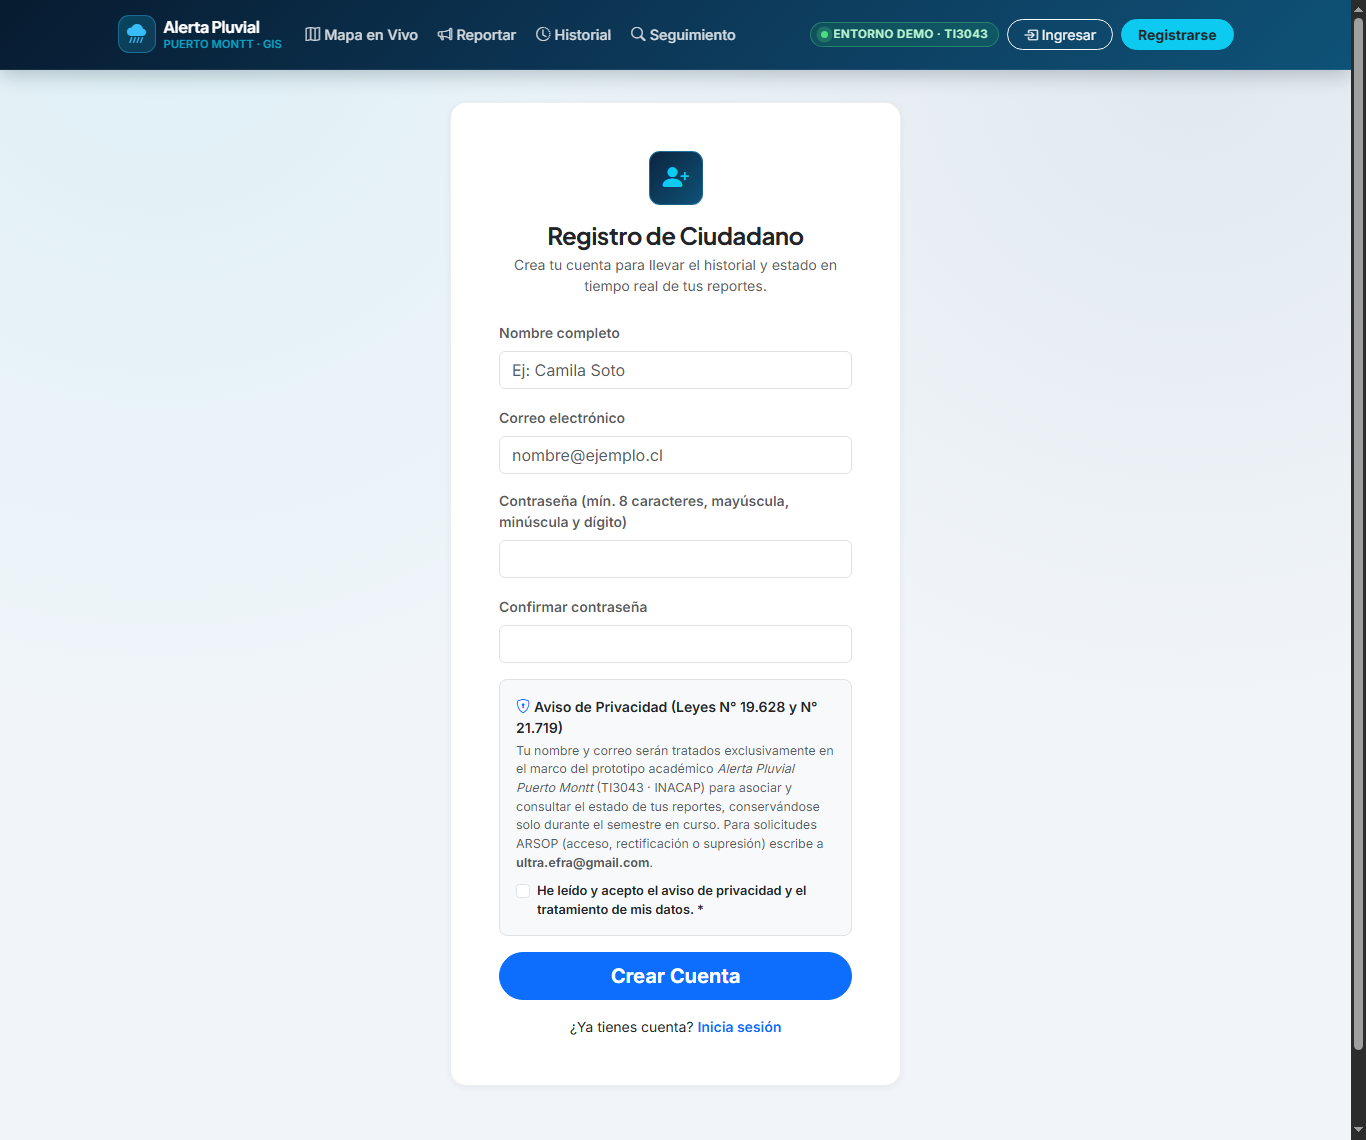 Alerta Pluvial
PUERTO MONTT · GIS
Mapa en Vivo
Reportar
Historial
Seguimiento
ENTORNO DEMO · TI3043
Ingresar
Registrarse
Registro de Ciudadano
Crea tu cuenta para llevar el historial y estado en
tiempo real de tus reportes.
Nombre completo
Ej: Camila Soto
Correo electrónico
nombre@ejemplo.cl
Contraseña (mín. 8 caracteres, mayúscula,
minúscula y dígito)
Confirmar contraseña
Aviso de Privacidad (Leyes N° 19.628 y N°
21.719)
Tu nombre y correo serán tratados exclusivamente en
el marco del prototipo académico Alerta Pluvial
Puerto Montt (TI3043 · INACAP) para asociar y
consultar el estado de tus reportes, conservándose
solo durante el semestre en curso. Para solicitudes
ARSOP (acceso, rectificación o supresión) escribe a
ultra.efra@gmail.com.
He leído y acepto el aviso de privacidad y el
tratamiento de mis datos. *
Crear Cuenta
¿Ya tienes cuenta? Inicia sesión